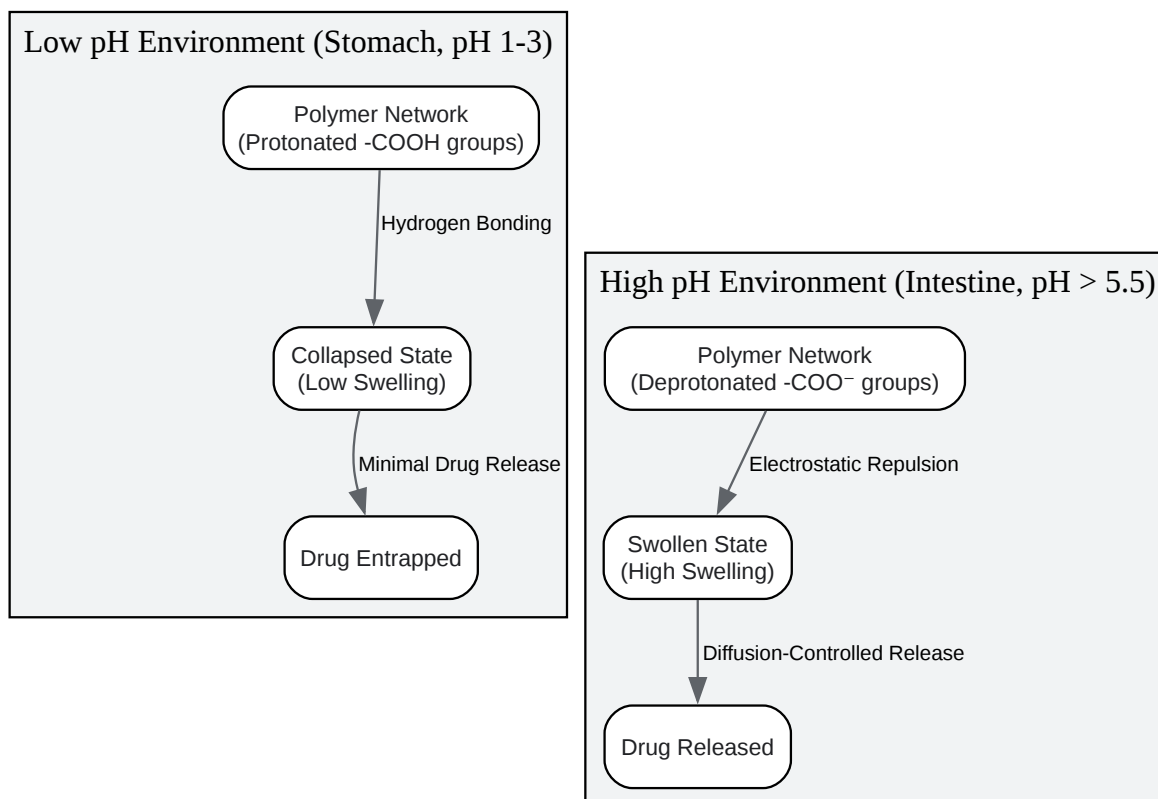 Low pH Environment (Stomach, pH 1-3)
Polymer Network
(Protonated -COOH groups)
Hydrogen Bonding
Collapsed State
(Low Swelling)
Minimal Drug Release
Drug Entrapped
High pH Environment (Intestine, pH > 5.5)
Polymer Network
(Deprotonated -COO⁻ groups)
Electrostatic Repulsion
Swollen State
(High Swelling)
Diffusion-Controlled Release
Drug Released